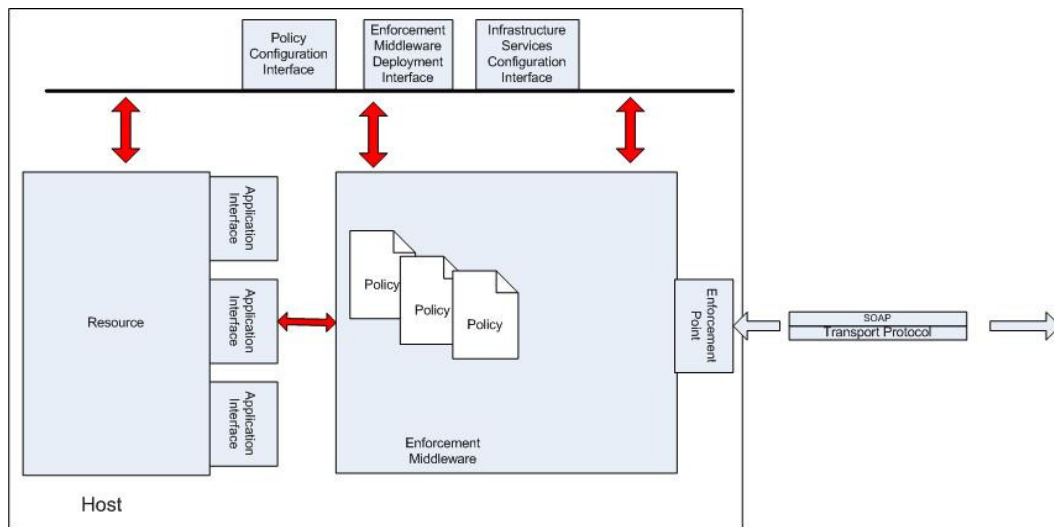 Policy
Configuration
Interface
Enforcement
Middleware
Deployment
Interface
Infrastructure
Services
Configuration
Interface
Resource
Application
Interface
Application
Interface
Application
Interface
Policy
Policy
Policy
Enforcement
Middleware
Enforcement
Point
SOAP
Transport Protocol
Host